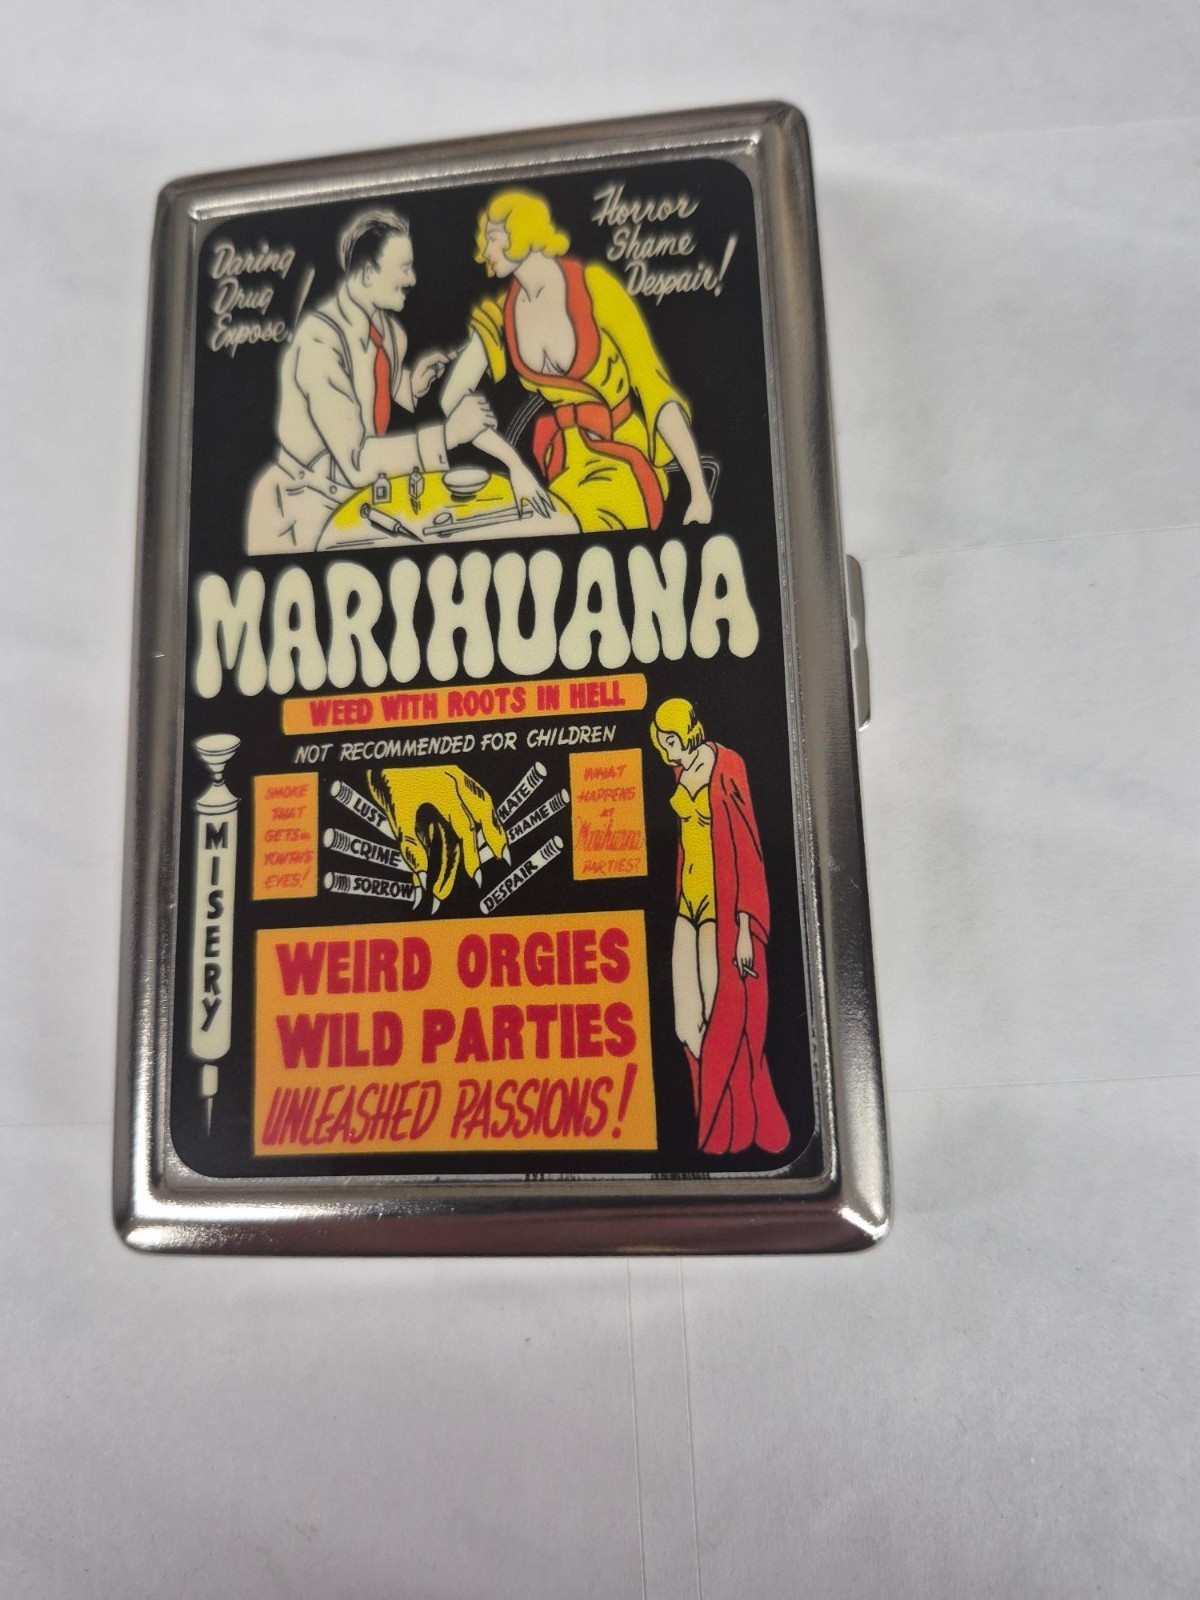 Daring
Drug
Expose!
Horror
Shame
Despair!
MARIHUANA
WEED WITH ROOTS IN HELL
NOT RECOMMENDED FOR CHILDREN
MISERY
SMOKE
THAT
GETS IN
YOUTH'S
EYES!
LUST
CRIME
SORROW
HATE
SHAME
DESPAIR
WHAT
HAPPENS
AT
Marihuana
PARTIES?
WEIRD ORGIES
WILD PARTIES
UNLEASHED PASSIONS!